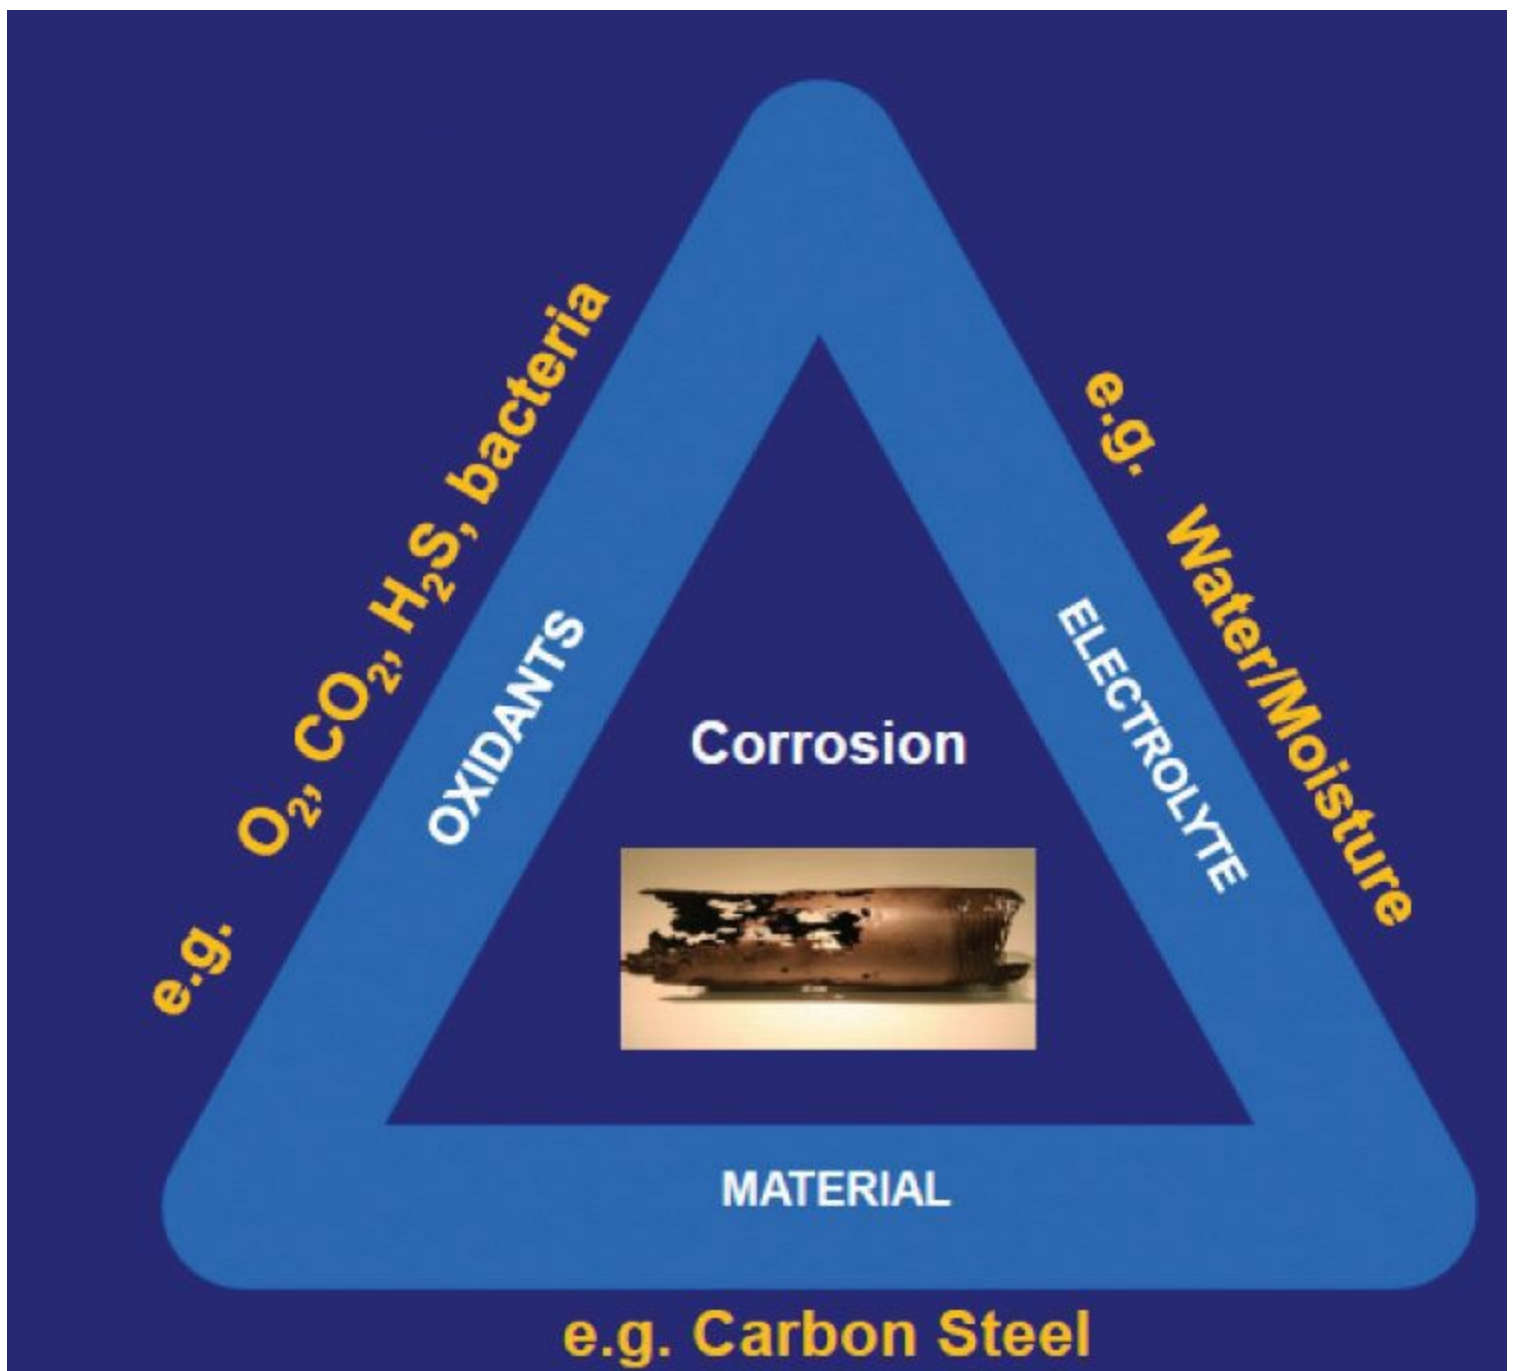 e.g. O₂, CO₂, H₂S, bacteria
OXIDANTS
e.g. Water/Moisture
ELECTROLYTE
Corrosion
MATERIAL
e.g. Carbon Steel